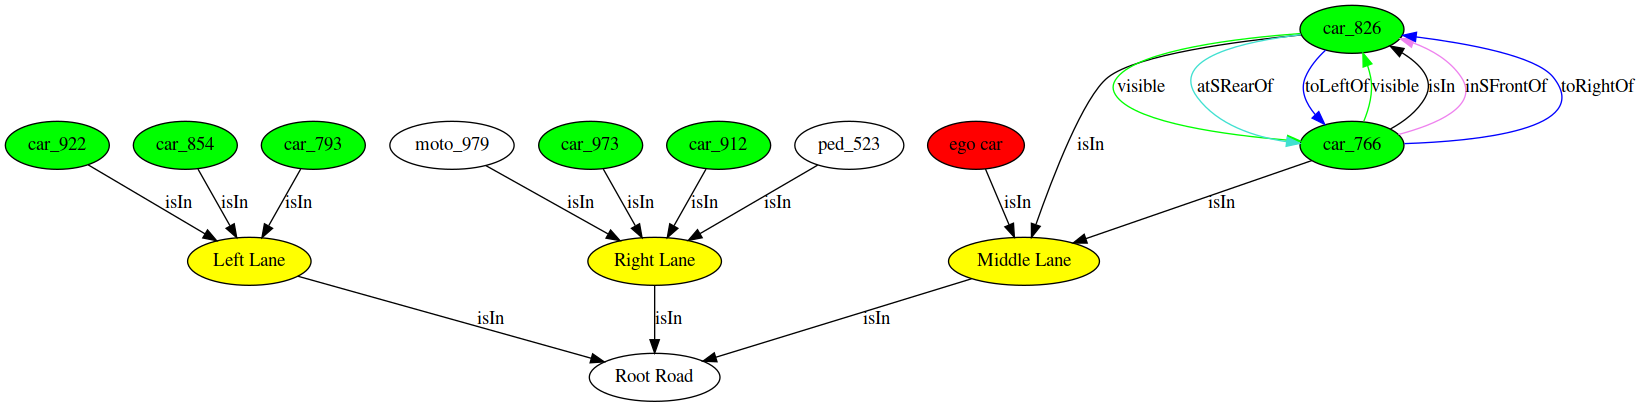 car_826
visible
atSRearOf
toLeftOf
visible
isIn
inSFrontOf
toRightOf
car_922
car_854
car_793
moto_979
car_973
car_912
ped_523
ego car
isIn
car_766
isIn
isIn
isIn
isIn
isIn
isIn
isIn
isIn
isIn
Left Lane
Right Lane
Middle Lane
isIn
isIn
isIn
Root Road